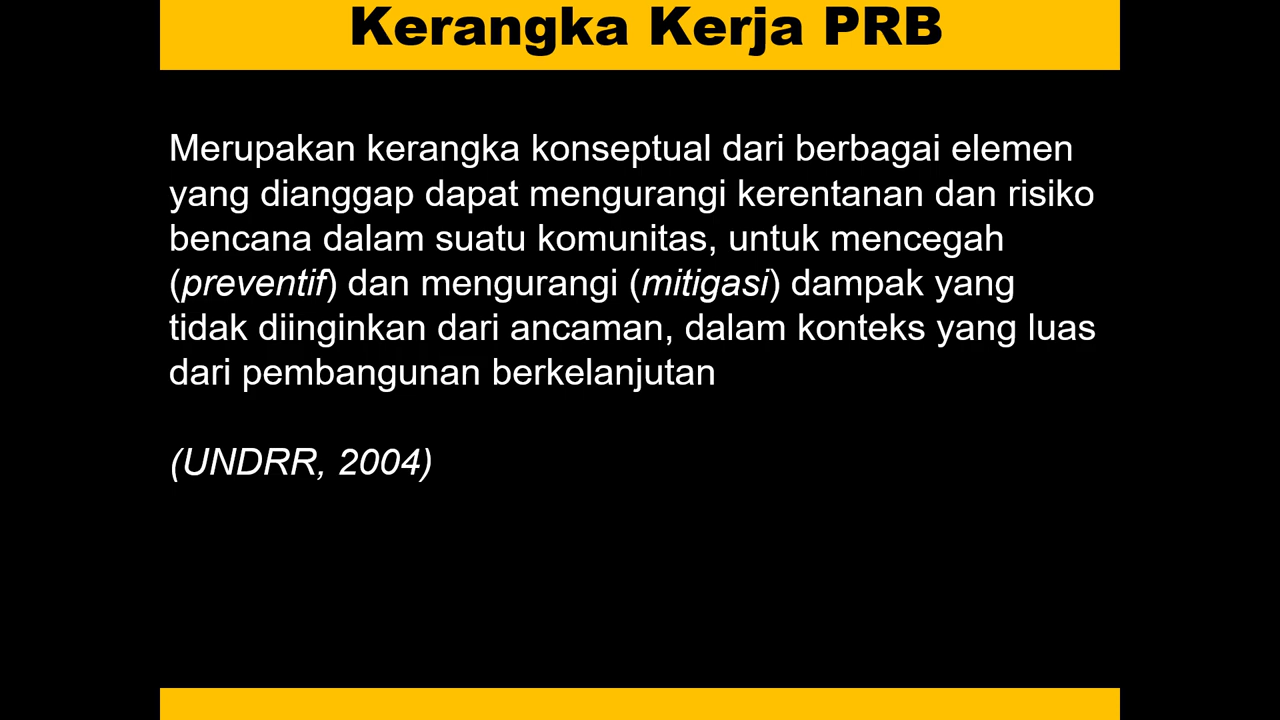 Kerangka Kerja PRB
Merupakan kerangka konseptual dari berbagai elemen
yang dianggap dapat mengurangi kerentanan dan risiko
bencana dalam suatu komunitas, untuk mencegah
(preventif) dan mengurangi (mitigasi) dampak yang
tidak diinginkan dari ancaman, dalam konteks yang luas
dari pembangunan berkelanjutan
(UNDRR, 2004)